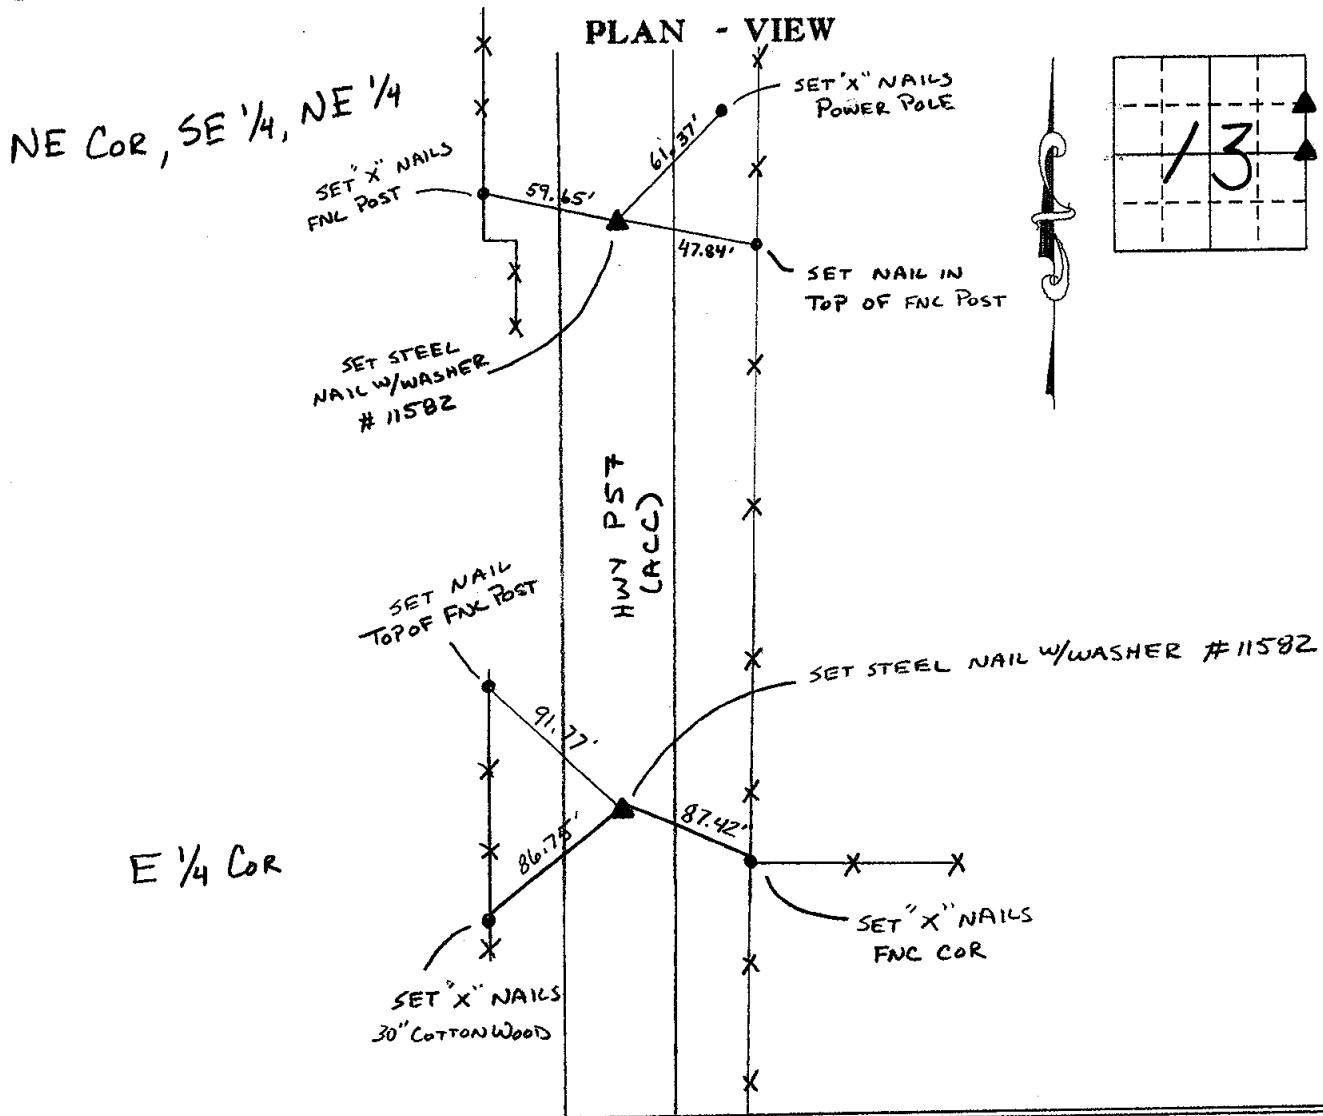 PLAN - VIEW
NE COR, SE 1/4, NE 1/4
SET "X" NAILS
POWER POLE
13
SET "X" NAILS
FNC POST
61.37'
59.65'
47.84'
SET NAIL IN
TOP OF FNC POST
SET STEEL
NAIL W/WASHER
# 11582
HWY P57
(ACC)
SET NAIL
TOP OF FNC POST
SET STEEL NAIL W/WASHER # 11582
91.77'
86.75'
87.42'
E 1/4 COR
SET "X" NAILS
FNC COR
SET "X" NAILS
30" COTTONWOOD